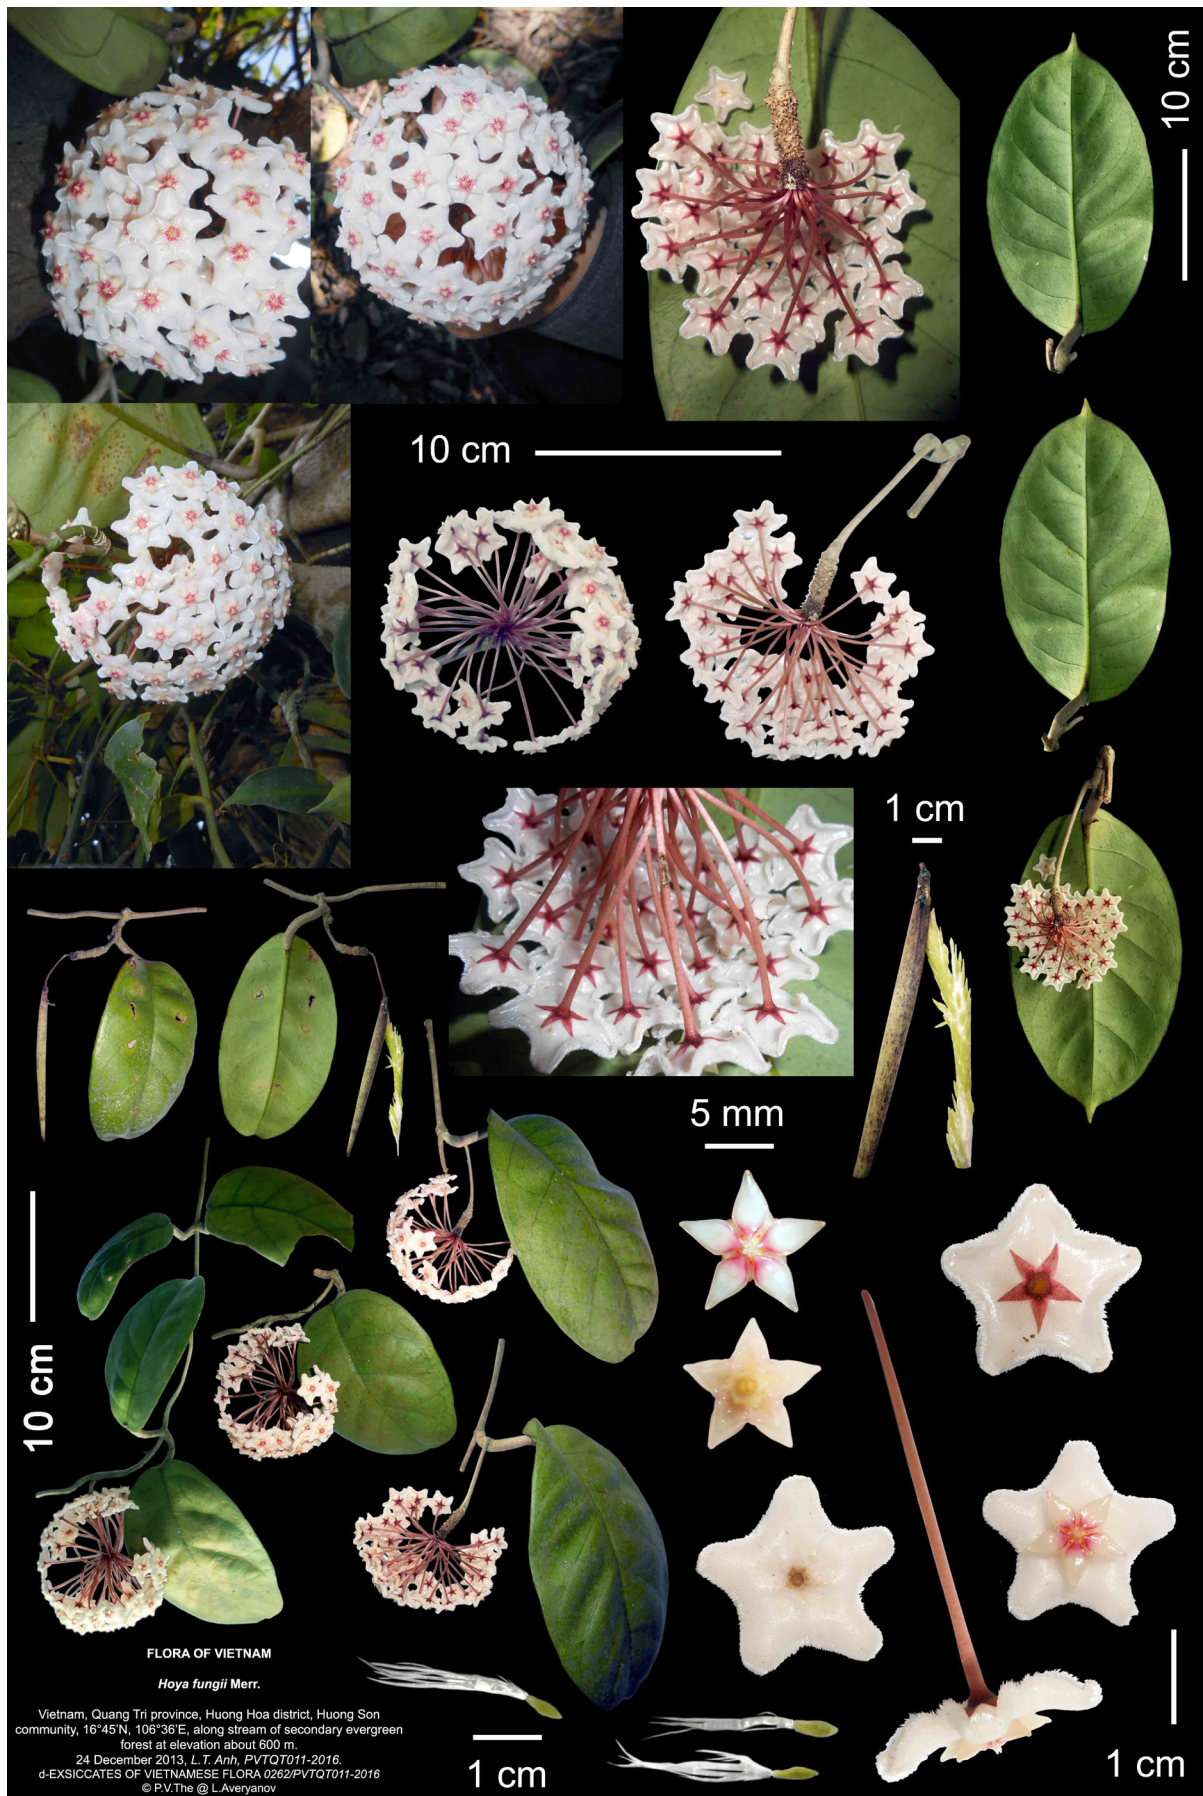 10 cm
10 cm
1 cm
5 mm
10 cm
FLORA OF VIETNAM
Hoya fungii Merr.
Vietnam, Quang Tri province, Huong Hoa district, Huong Son
community, 16°45'N, 106°36'E, along stream of secondary evergreen
forest at elevation about 600 m.
24 December 2013, L.T. Anh, PVTQT011-2016.
d-EXSICCATES OF VIETNAMESE FLORA 0262/PVTQT011-2016
© P.V.The @ L.Averyanov
1 cm
1 cm